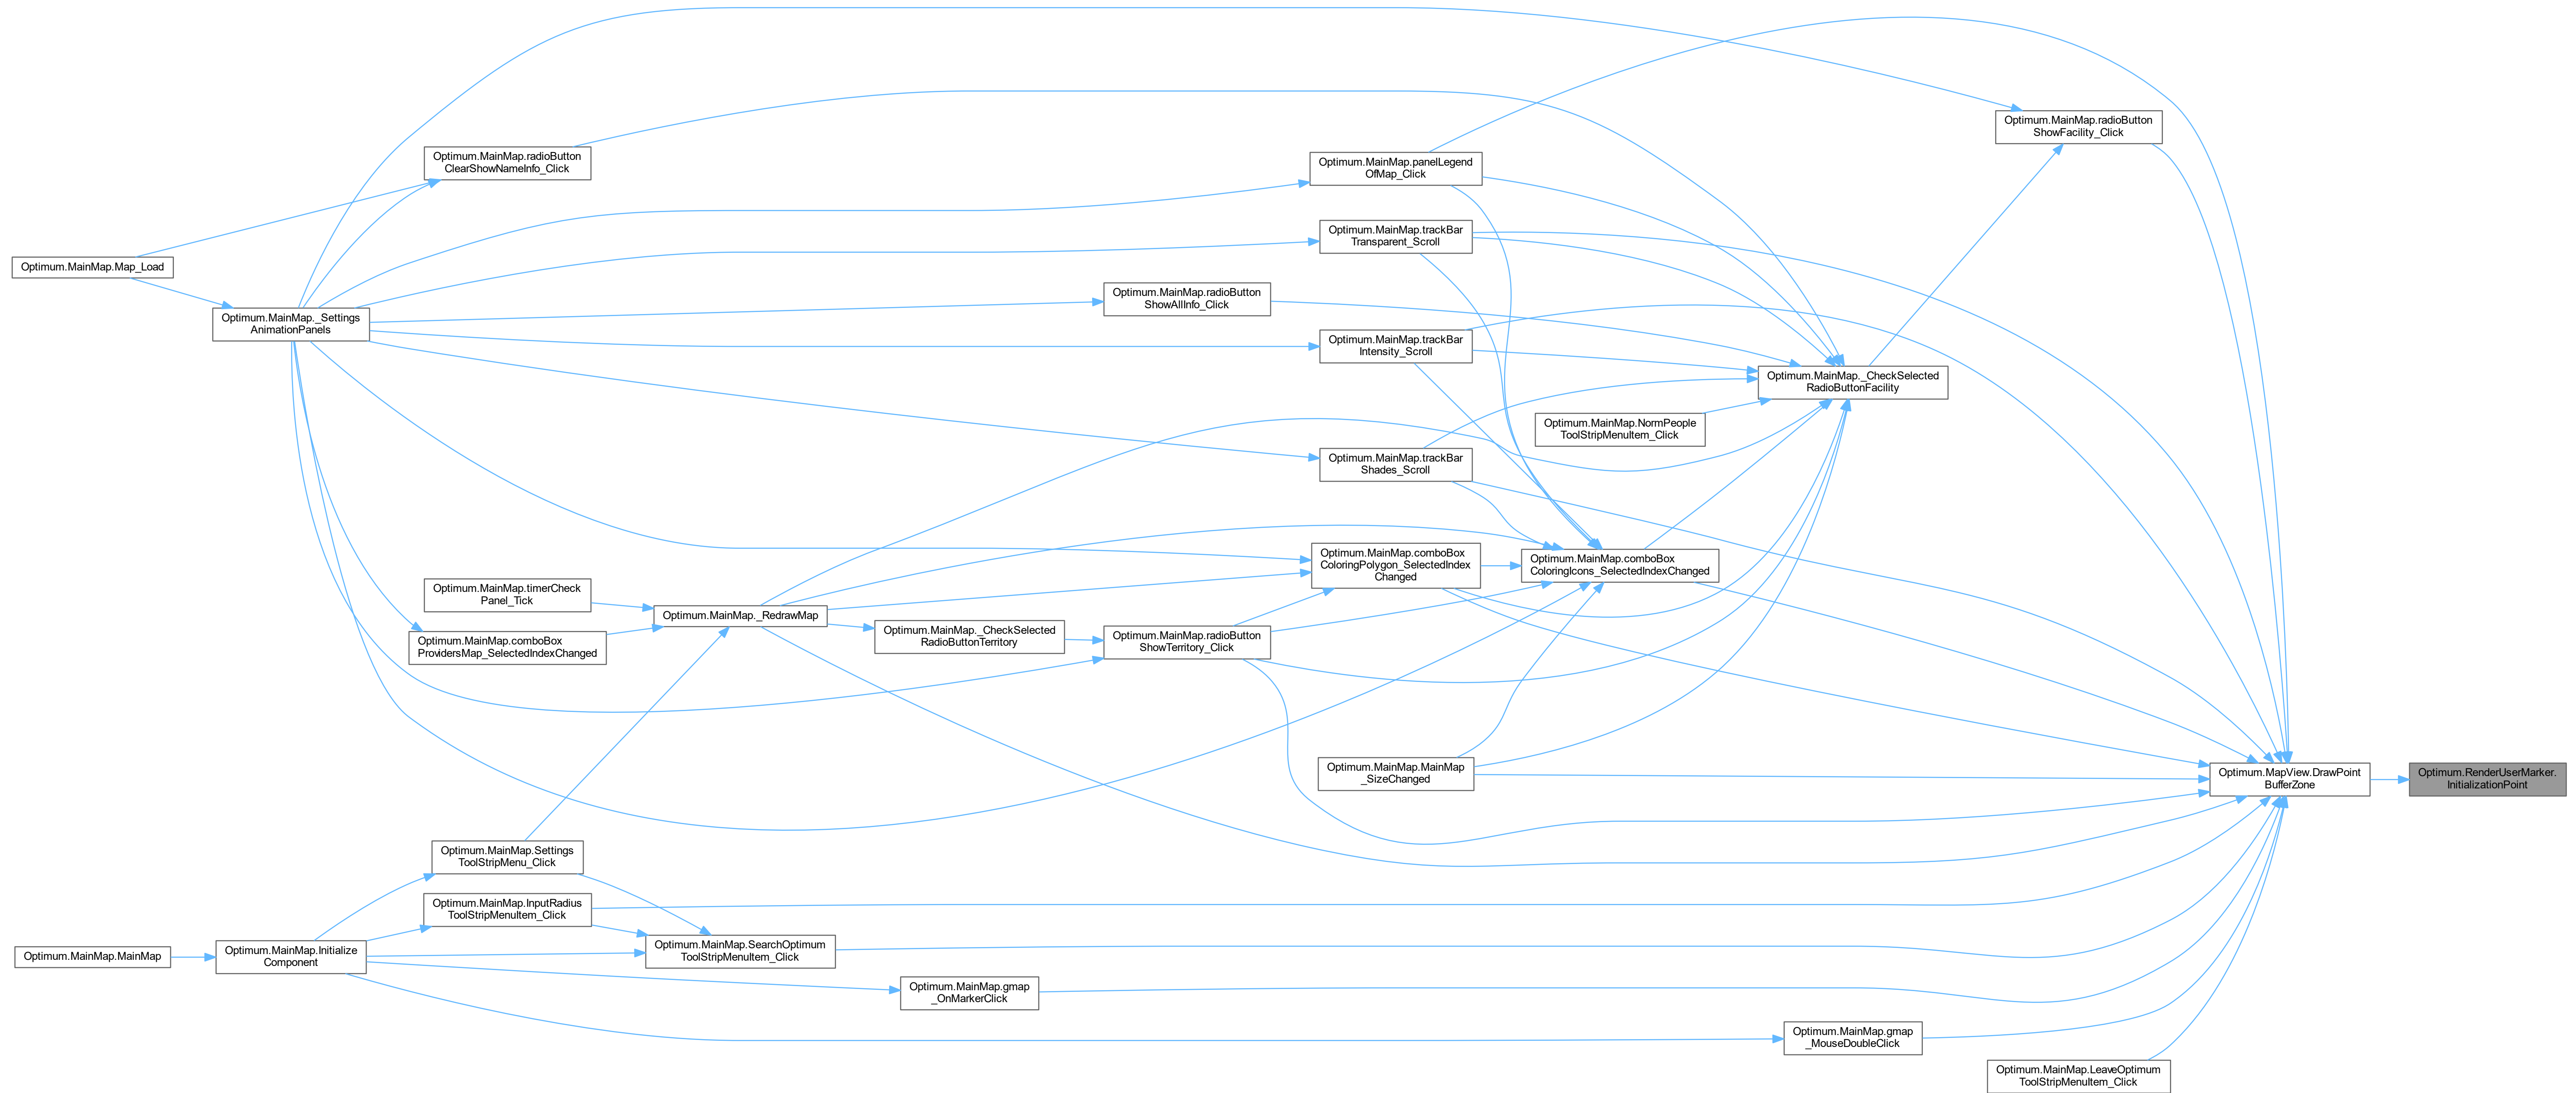 Optimum.MainMap.radioButton
ShowFacility_Click
Optimum.MainMap.radioButton
ClearShowNameInfo_Click
Optimum.MainMap.panelLegend
OfMap_Click
Optimum.MainMap.trackBar
Transparent_Scroll
Optimum.MainMap.Map_Load
Optimum.MainMap.radioButton
ShowAllInfo_Click
Optimum.MainMap._Settings
AnimationPanels
Optimum.MainMap.trackBar
Intensity_Scroll
Optimum.MainMap._CheckSelected
RadioButtonFacility
Optimum.MainMap.NormPeople
ToolStripMenuItem_Click
Optimum.MainMap.trackBar
Shades_Scroll
Optimum.MainMap.comboBox
ColoringPolygon_SelectedIndex
Changed
Optimum.MainMap.comboBox
ColoringIcons_SelectedIndexChanged
Optimum.MainMap.timerCheck
Panel_Tick
Optimum.MainMap._RedrawMap
Optimum.MainMap.comboBox
ProvidersMap_SelectedIndexChanged
Optimum.MainMap._CheckSelected
RadioButtonTerritory
Optimum.MainMap.radioButton
ShowTerritory_Click
Optimum.MainMap.MainMap
_SizeChanged
Optimum.MapView.DrawPoint
BufferZone
Optimum.RenderUserMarker.
InitializationPoint
Optimum.MainMap.Settings
ToolStripMenu_Click
Optimum.MainMap.InputRadius
ToolStripMenuItem_Click
Optimum.MainMap.MainMap
Optimum.MainMap.Initialize
Component
Optimum.MainMap.SearchOptimum
ToolStripMenuItem_Click
Optimum.MainMap.gmap
_OnMarkerClick
Optimum.MainMap.gmap
_MouseDoubleClick
Optimum.MainMap.LeaveOptimum
ToolStripMenuItem_Click